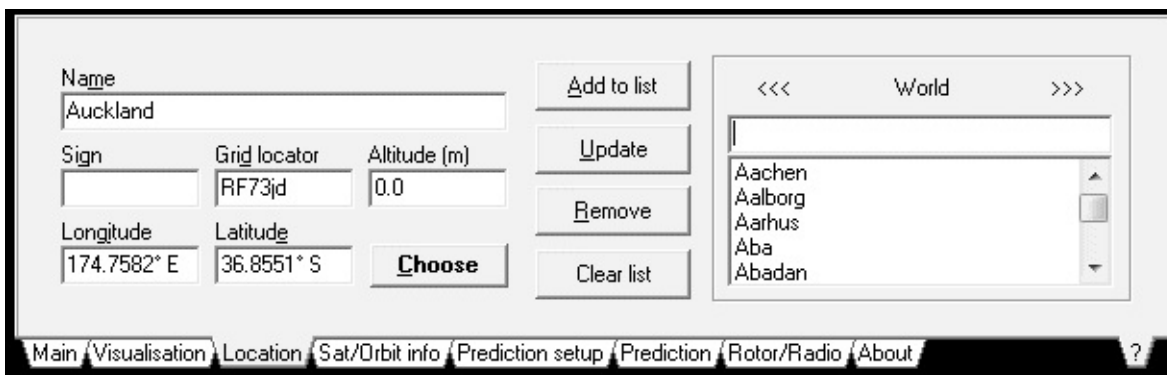 Name
Auckland
Sign Grid locator Altitude (m)
RF73jd 0.0
Longitude Latitude
174.7582° E 36.8551° S Choose
Add to list
Update
Remove
Clear list
<<< World >>>
Aachen
Aalborg
Aarhus
Aba
Abadan
Main Visualisation Location Sat/Orbit info Prediction setup Prediction Rotor/Radio About ?